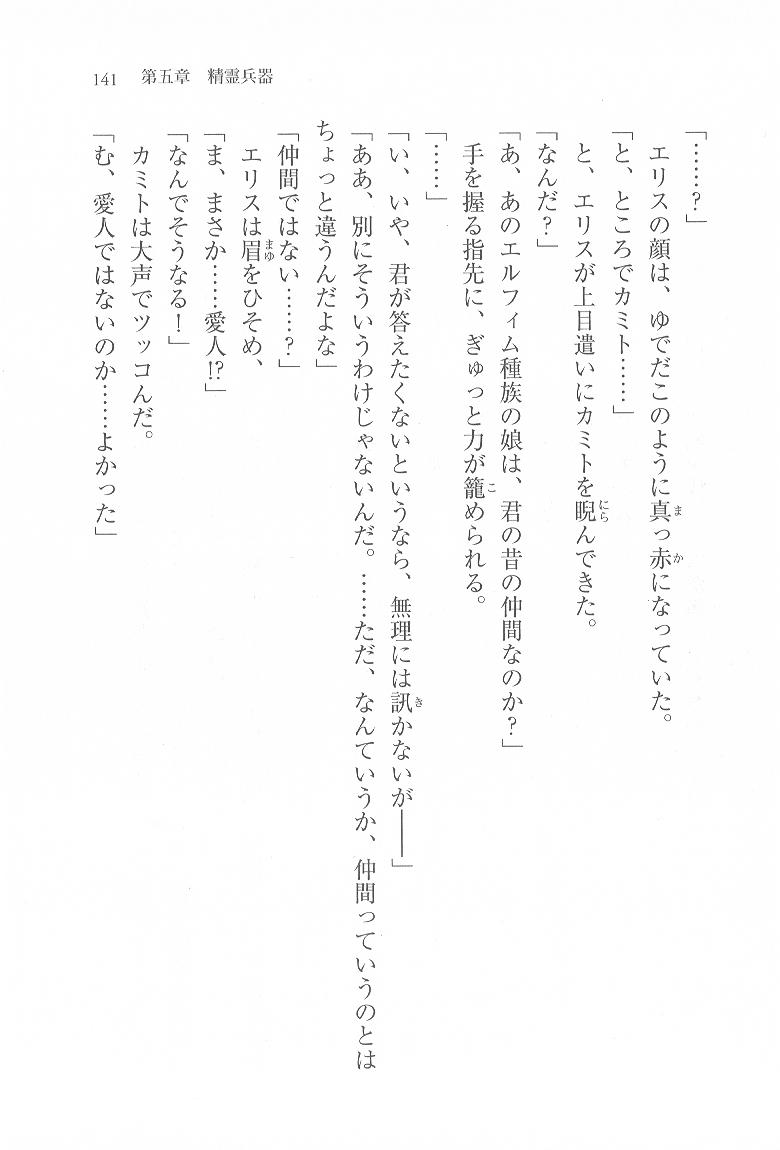 141 第五章 精霊兵器
「……？」
エリスの顔は、ゆでだこのように真っ赤になっていた。
「と、ところでカミト……」
と、エリスが上目遣いにカミトを睨んできた。
「なんだ？」
「あ、あのエルフィム種族の娘は、君の昔の仲間なのか？」
手を握る指先に、ぎゅっと力が籠められる。
「……」
「い、いや、君が答えたくないというなら、無理には訊かないが――」
「ああ、別にそういうわけじゃないんだ。……ただ、なんていうか、仲間っていうのとは
ちょっと違うんだよな」
「仲間ではない……？」
エリスは眉をひそめ、
「ま、まさか……愛人!?」
「なんでそうなる！」
カミトは大声でツッコんだ。
「む、愛人ではないのか……よかった」